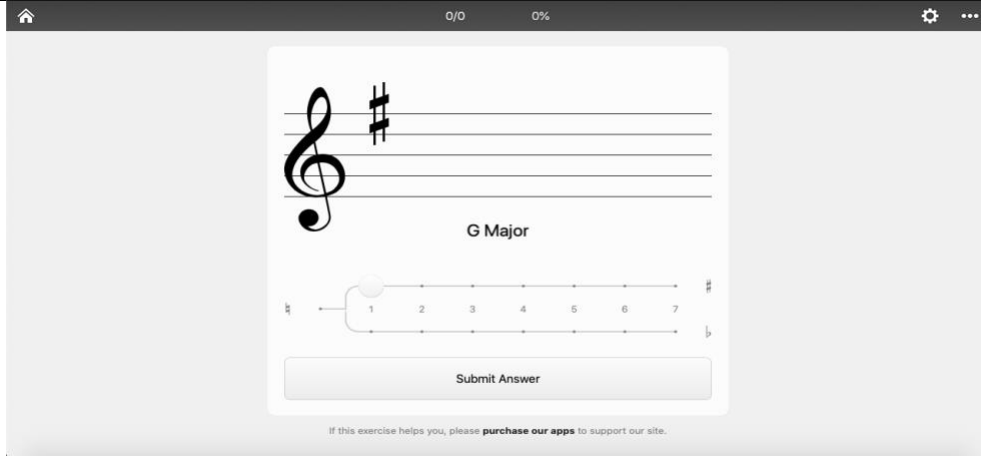 0/0 0%
G Major
1 2 3 4 5 6 7
Submit Answer
If this exercise helps you, please purchase our apps to support our site.